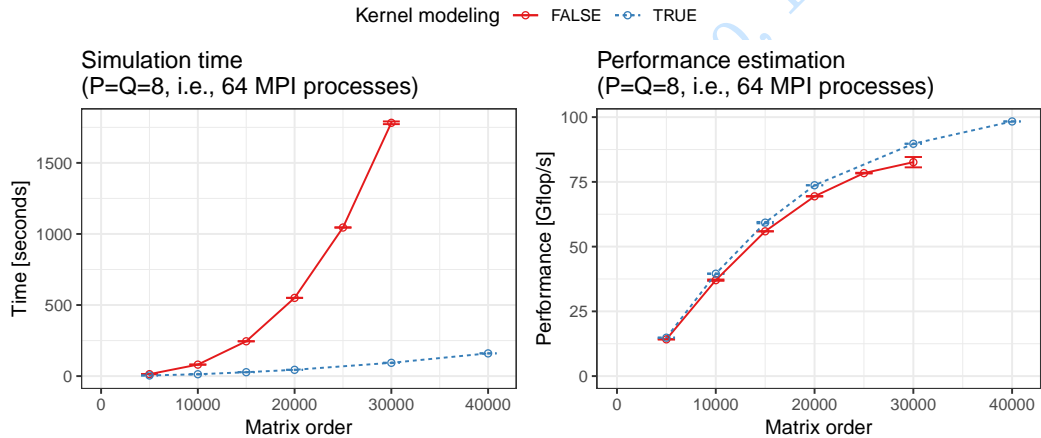 Kernel modeling FALSE TRUE
Simulation time
(P=Q=8, i.e., 64 MPI processes)
Time [seconds]
1500
1000
500
0
0 10000 20000 30000 40000
Matrix order
Performance estimation
(P=Q=8, i.e., 64 MPI processes)
Performance [Gflop/s]
100
75
50
25
0
0 10000 20000 30000 40000
Matrix order